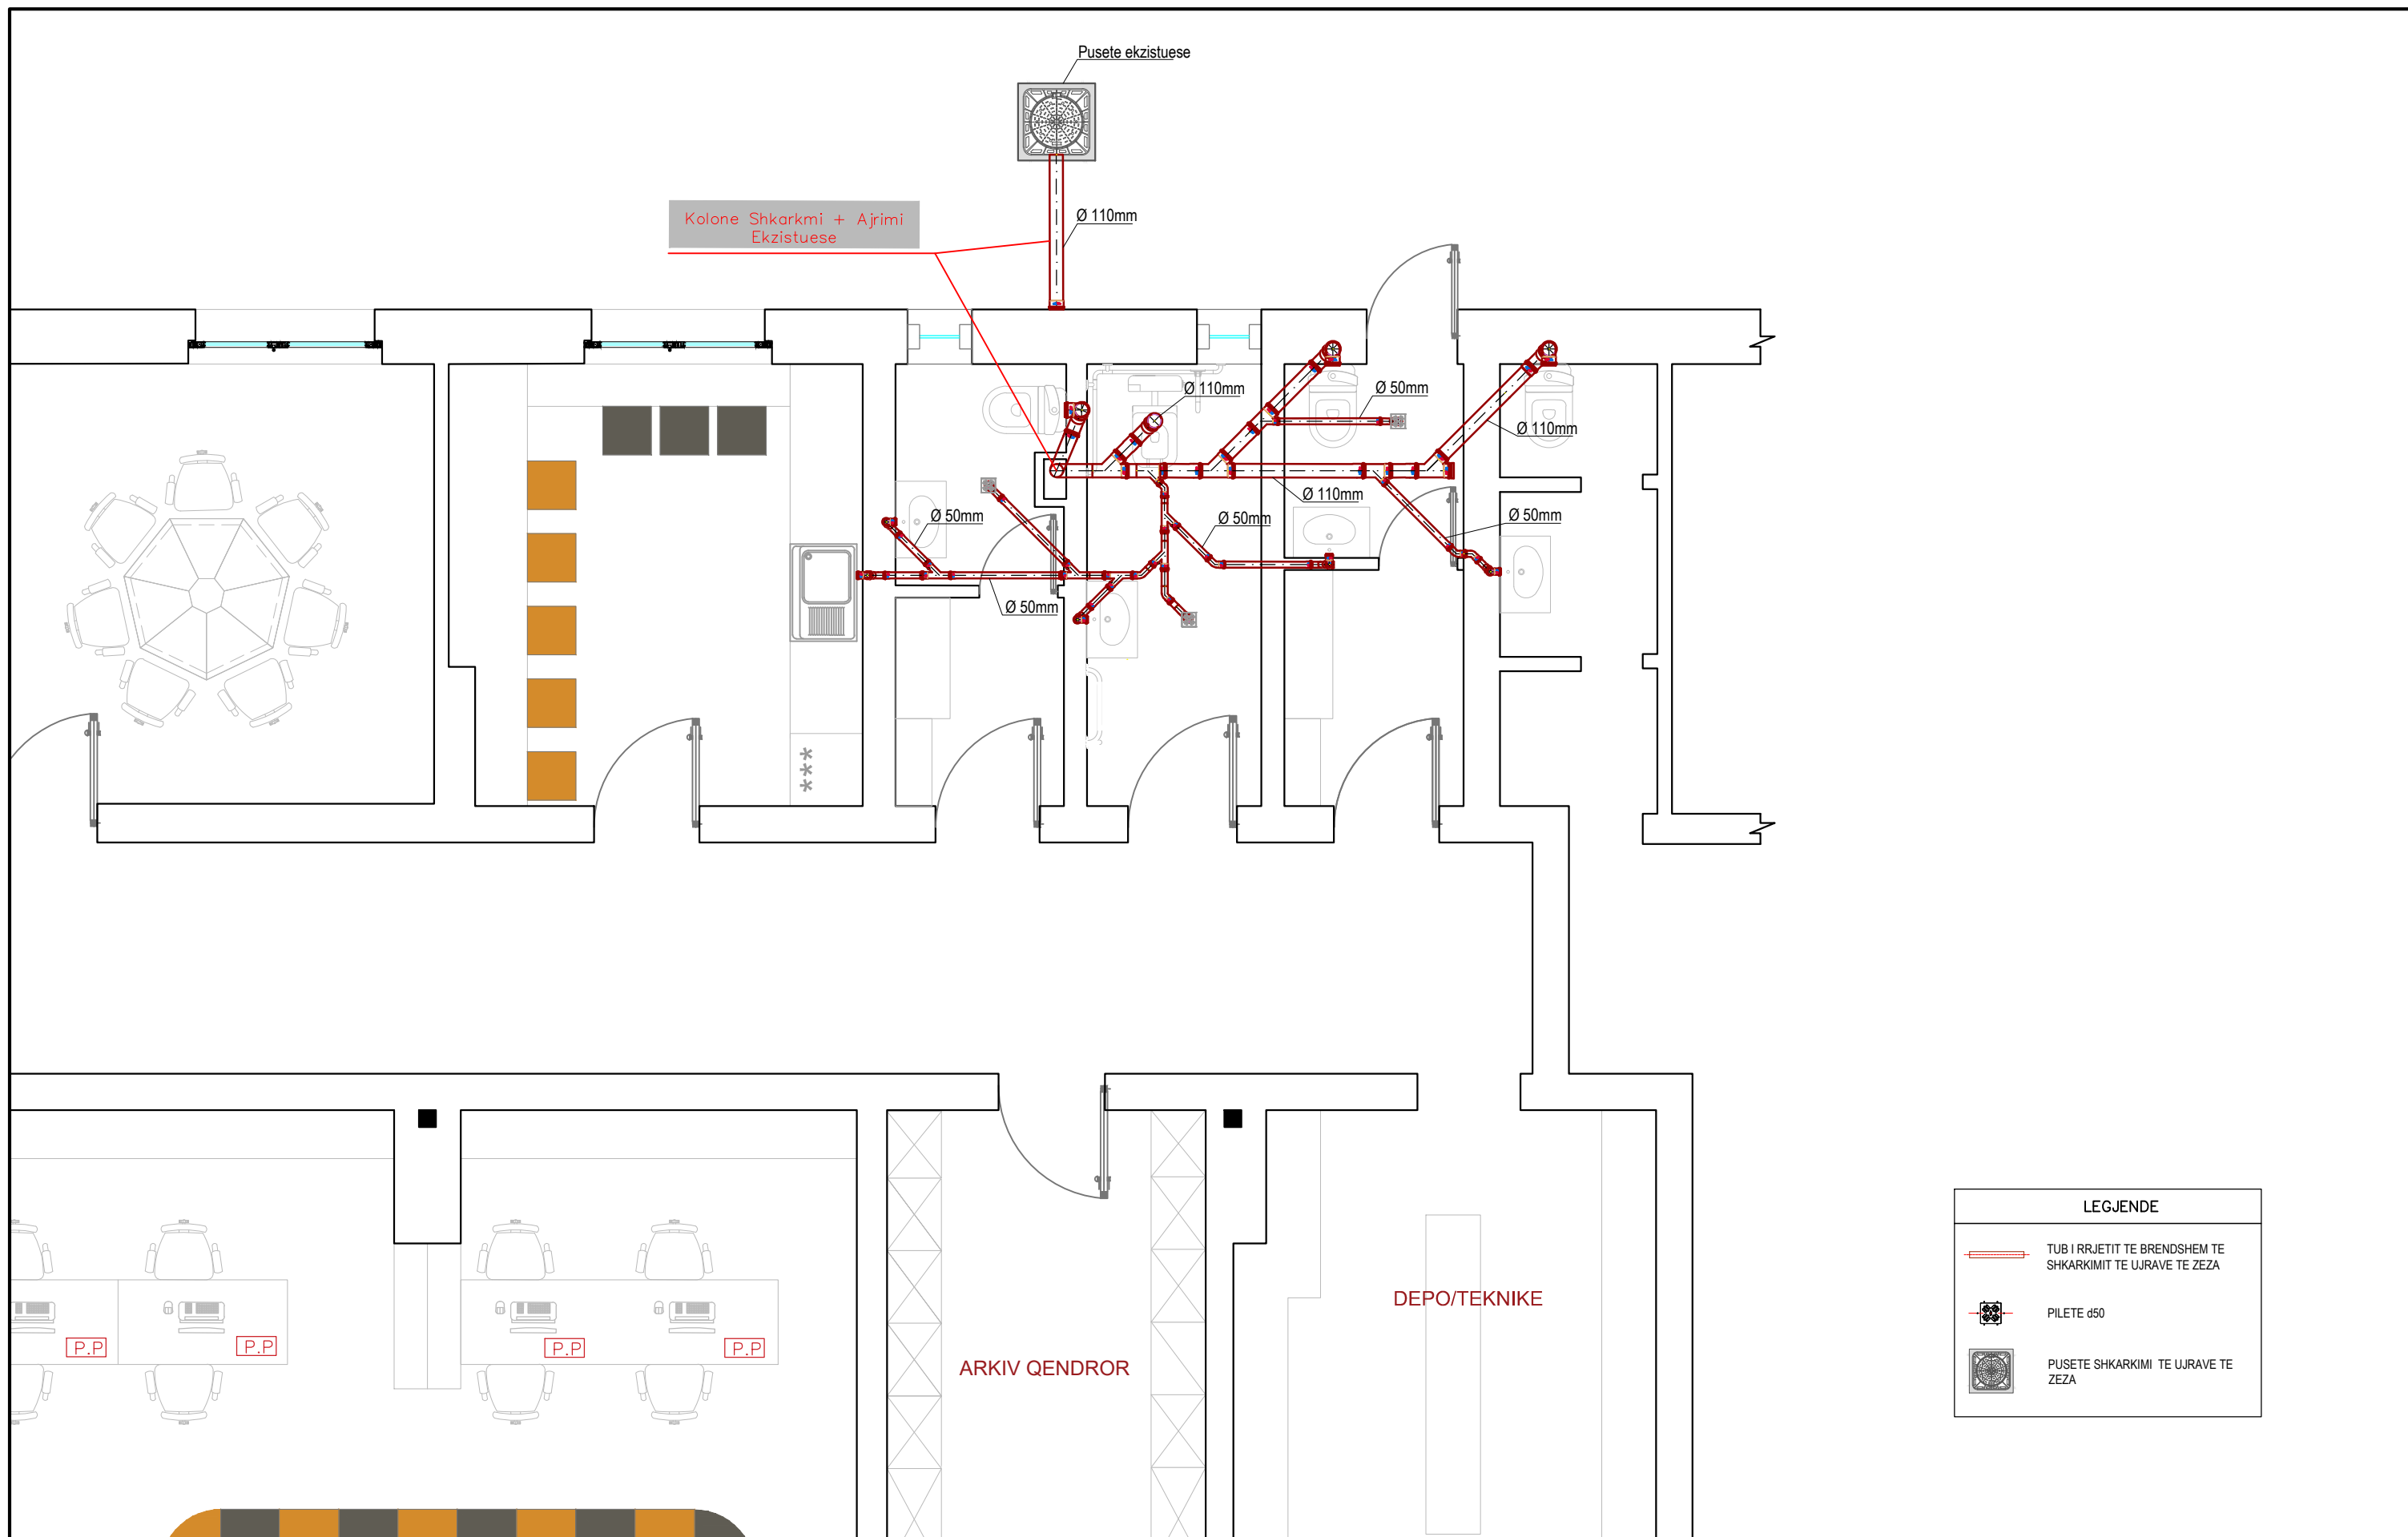 Pusete ekzistuese
Kolone Shkarkmi + Ajrimi
Ekzistuese
Ø 110mm
Ø 110mm
Ø 50mm
Ø 110mm
Ø 110mm
Ø 50mm
Ø 50mm
Ø 50mm
Ø 50mm
***
LEGJENDE
TUB I RRJETIT TE BRENDSHEM TE
SHKARKIMIT TE UJRAVE TE ZEZA
PILETE d50
PUSETE SHKARKIMI TE UJRAVE TE
ZEZA
DEPO/TEKNIKE
P.P
P.P
P.P
P.P
ARKIV QENDROR